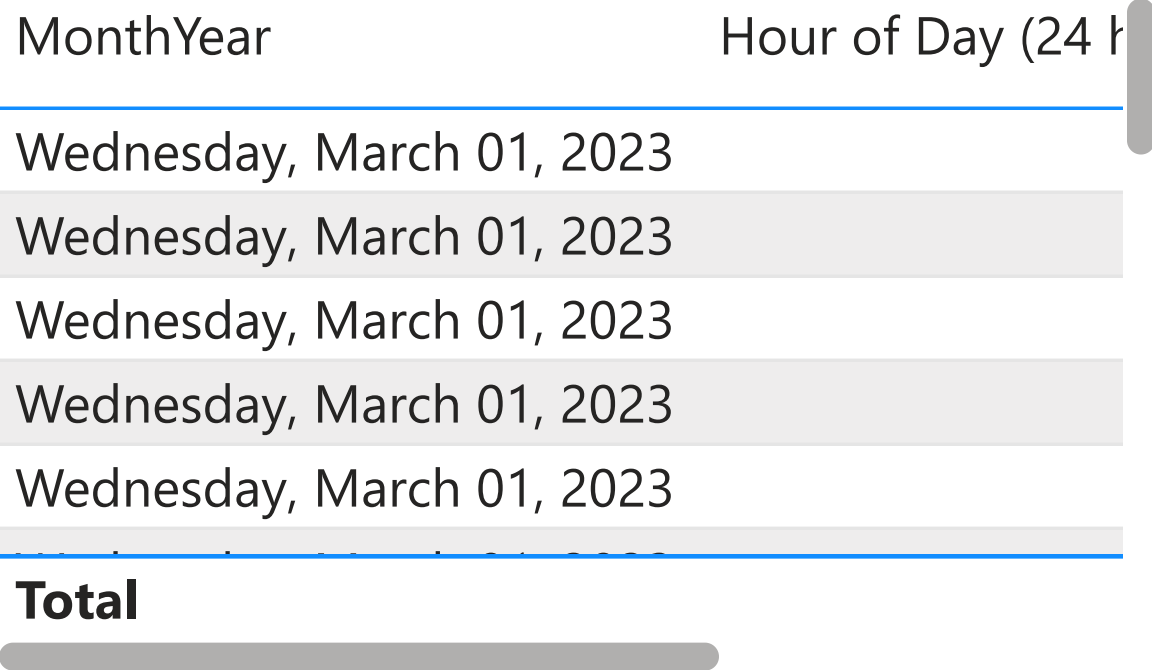 MonthYear Hour of Day (24 h
Wednesday, March 01, 2023
Wednesday, March 01, 2023
Wednesday, March 01, 2023
Wednesday, March 01, 2023
Wednesday, March 01, 2023
Total